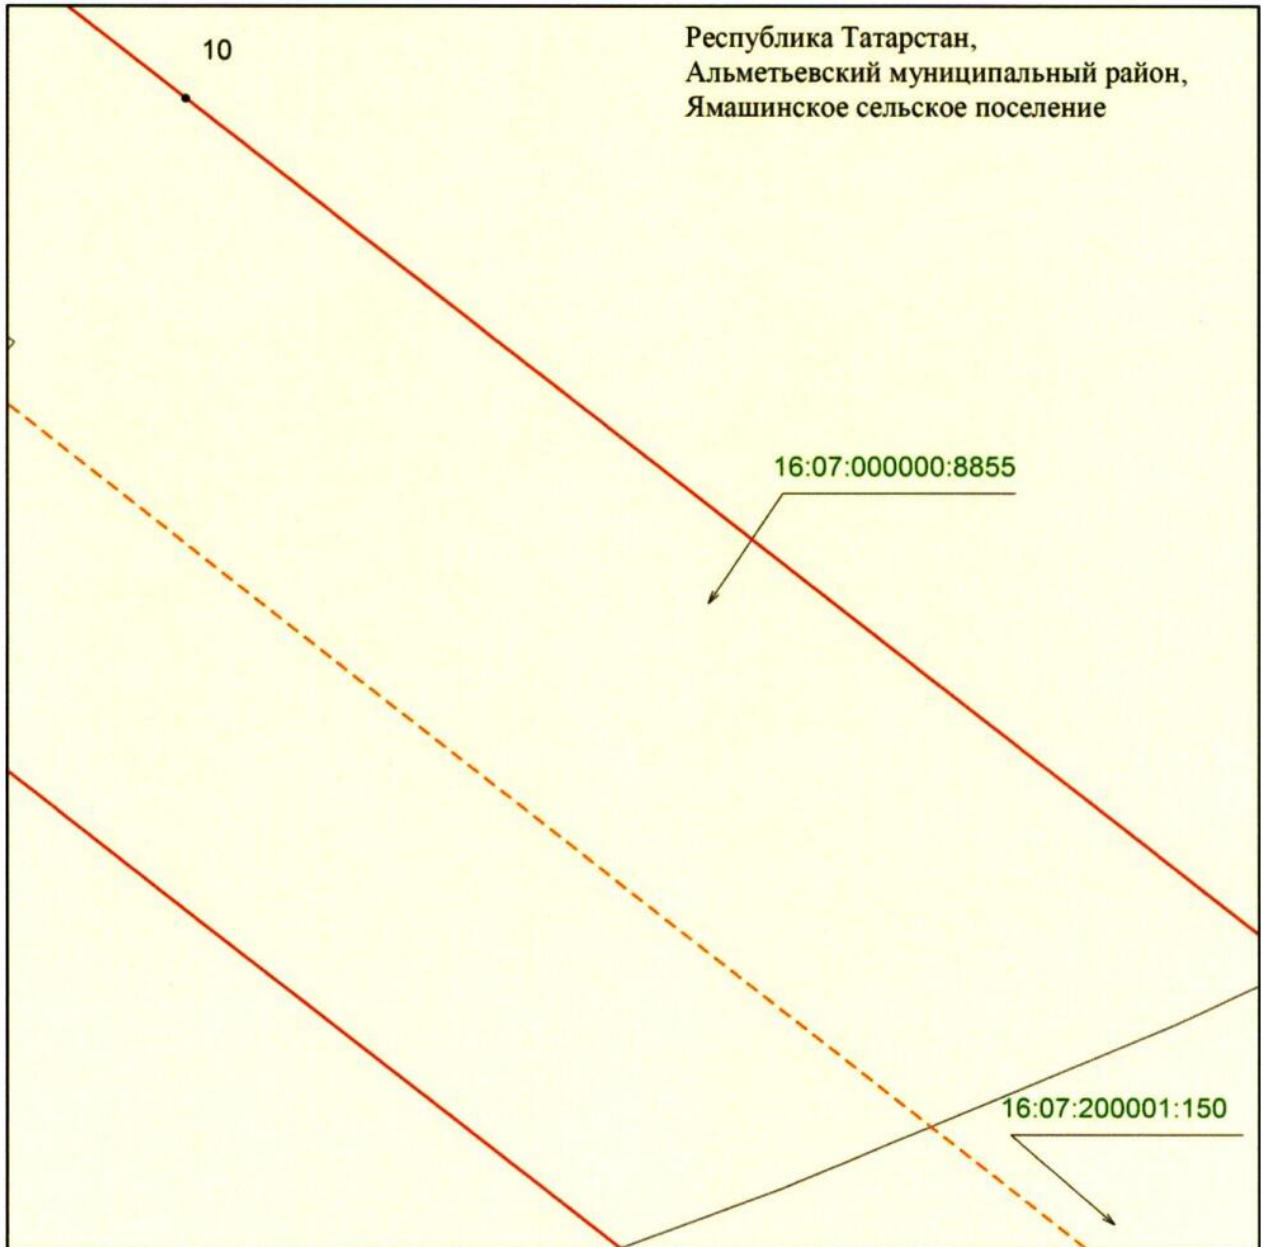 10
Республика Татарстан,
Альметьевский муниципальный район,
Ямашинское сельское поселение
16:07:000000:8855
16:07:200001:150